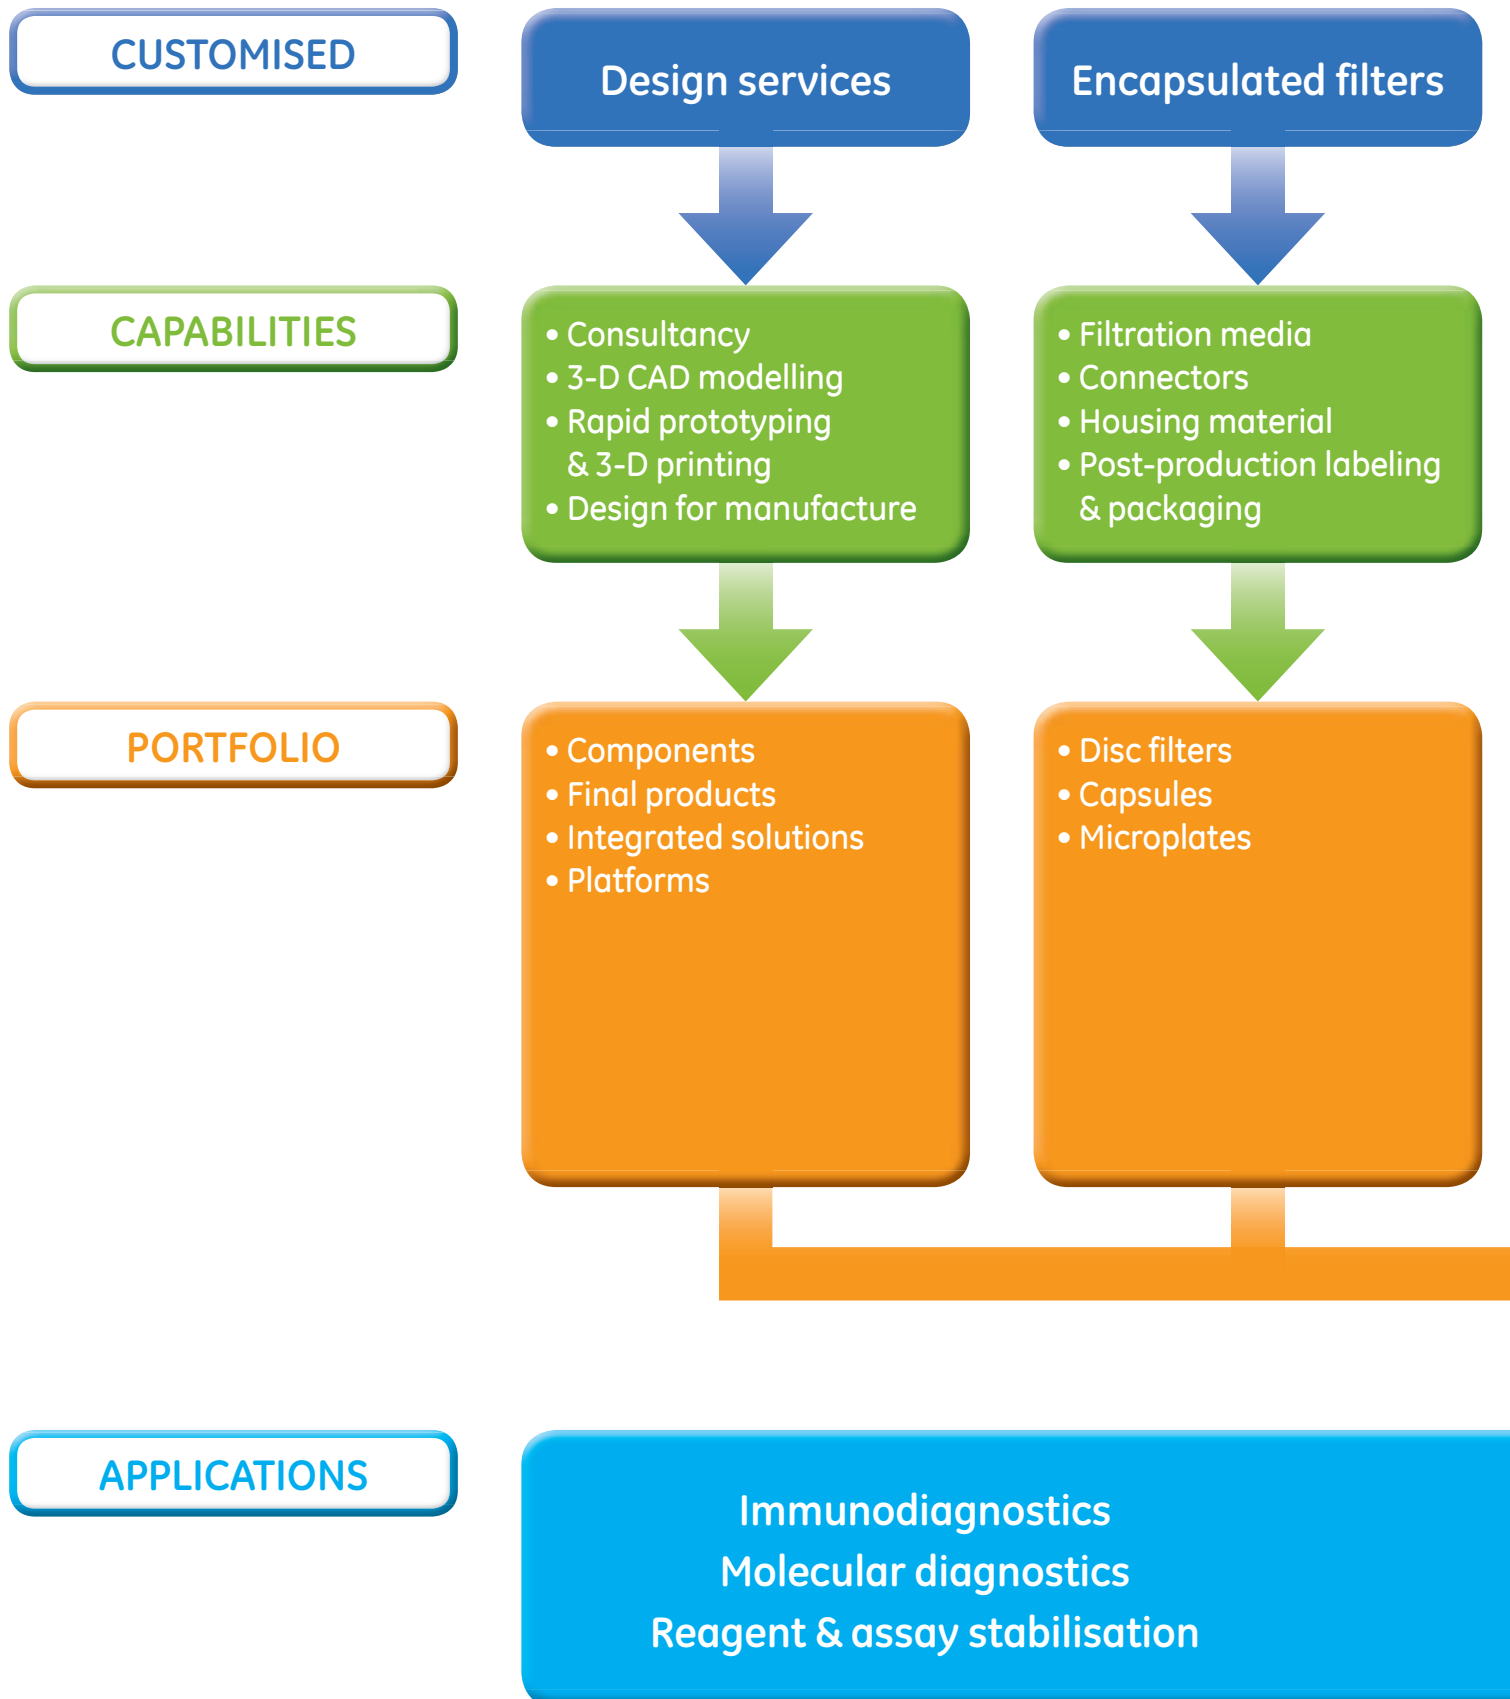 CUSTOMISED
Design services
Encapsulated filters
CAPABILITIES
• Consultancy
• 3-D CAD modelling
• Rapid prototyping
& 3-D printing
• Design for manufacture
• Filtration media
• Connectors
• Housing material
• Post-production labeling
& packaging
PORTFOLIO
• Components
• Final products
• Integrated solutions
• Platforms
• Disc filters
• Capsules
• Microplates
APPLICATIONS
Immunodiagnostics
Molecular diagnostics
Reagent & assay stabilisation